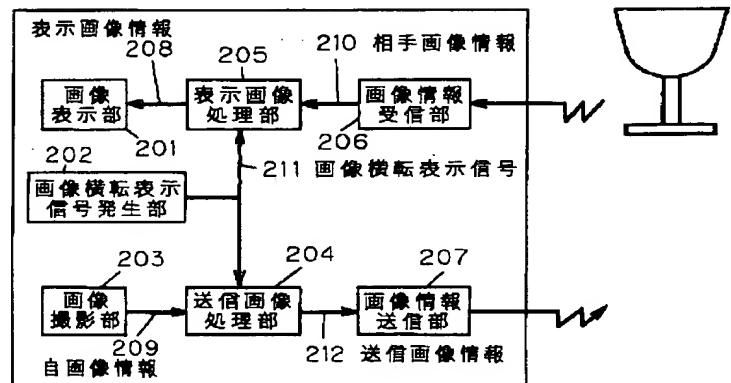 表示画像情報
208
205
210 相手画像情報
画像
表示部
表示画像
処理部
画像情報
受信部
201
206
202
211 画像横転表示信号
画像横転表示
信号発生部
203
204
207
画像
撮影部
送信画像
処理部
画像情報
送信部
209
212 送信画像情報
自画像情報